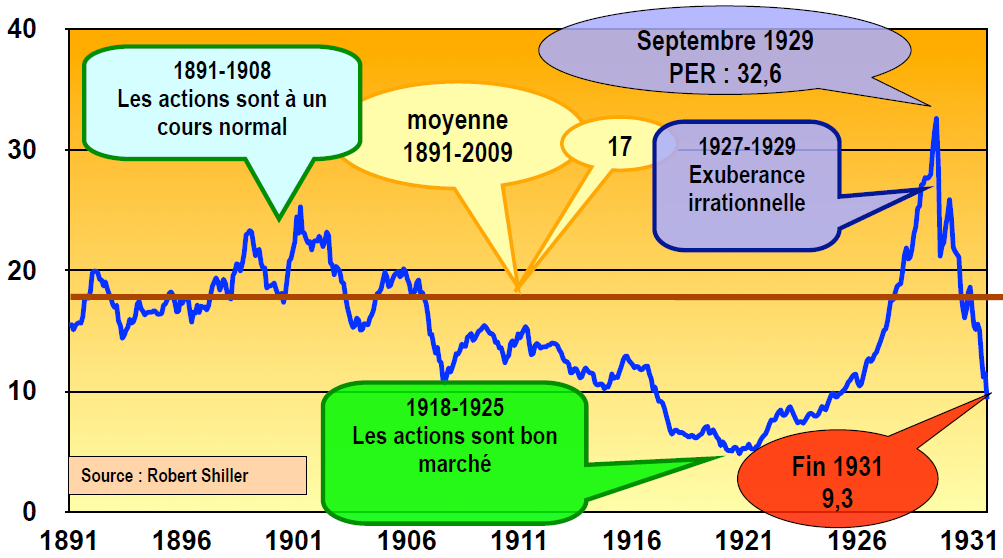 40
30
20
10
0
1891-1908
Les actions sont à un
cours normal
moyenne
1891-2009
17
Septembre 1929
PER : 32,6
1927-1929
Exuberance
irrationnelle
1918-1925
Les actions sont bon
marché
Fin 1931
9,3
Source : Robert Shiller
1891 1896 1901 1906 1911 1916 1921 1926 1931